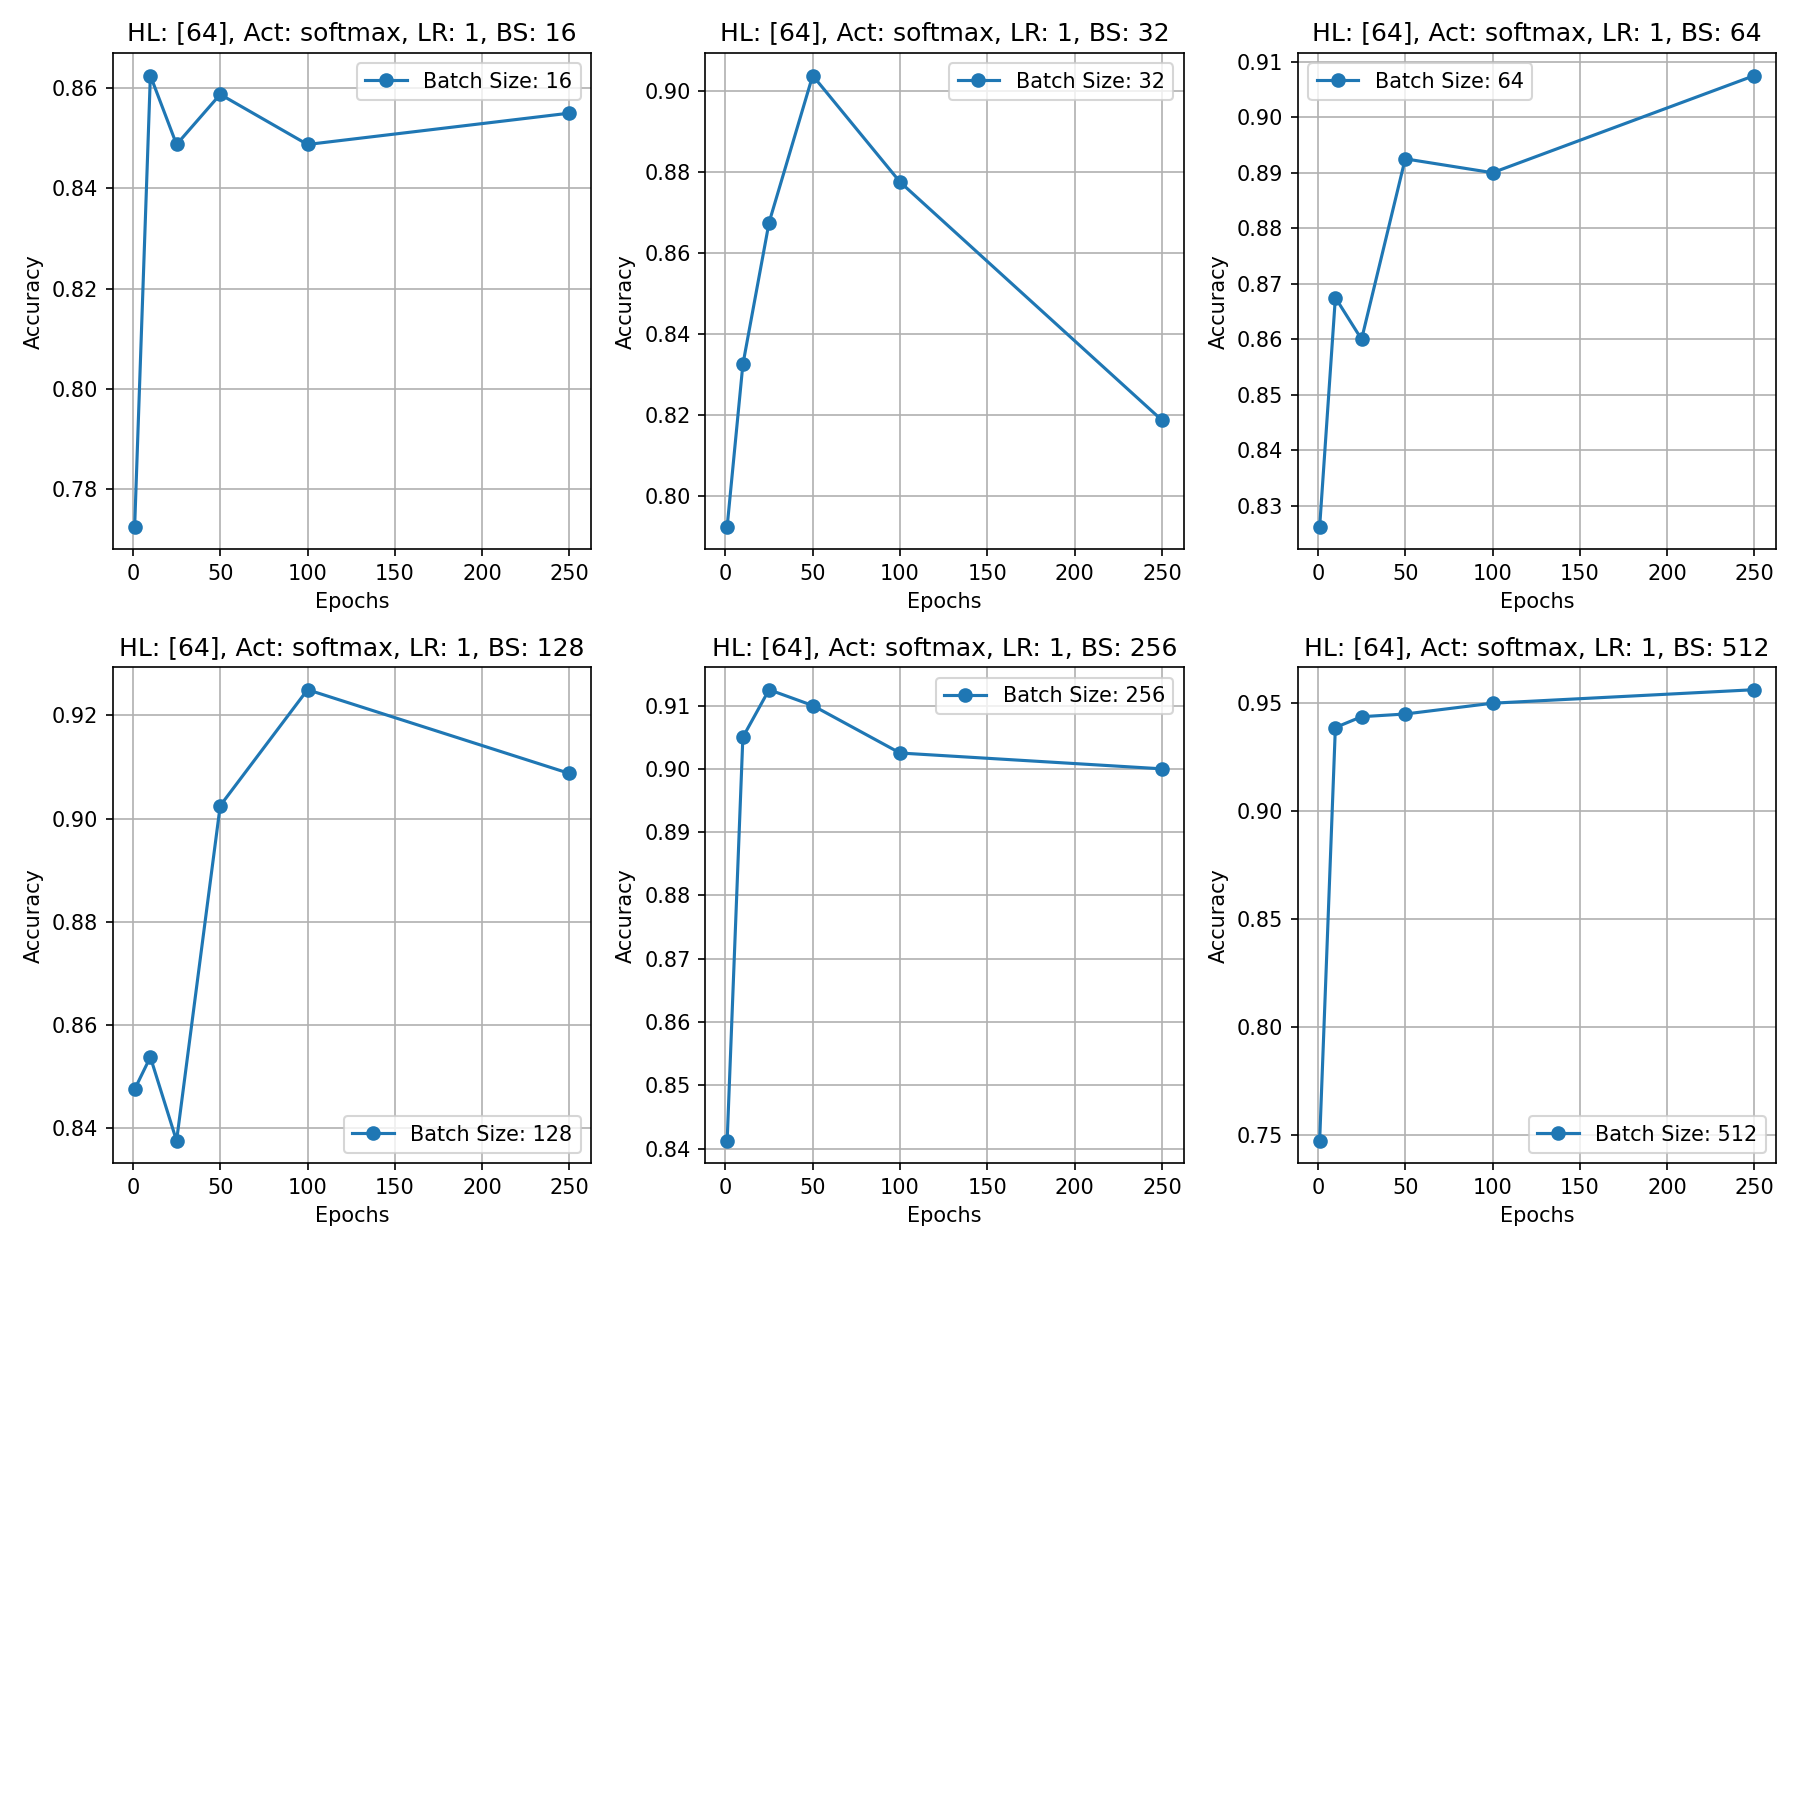 HL: [64], Act: softmax, LR: 1, BS: 16
Batch Size: 16
Accuracy
0.86
0.84
0.82
0.80
0.78
0 50 100 150 200 250
Epochs
HL: [64], Act: softmax, LR: 1, BS: 32
Batch Size: 32
Accuracy
0.90
0.88
0.86
0.84
0.82
0.80
0 50 100 150 200 250
Epochs
HL: [64], Act: softmax, LR: 1, BS: 64
Batch Size: 64
Accuracy
0.91
0.90
0.89
0.88
0.87
0.86
0.85
0.84
0.83
0 50 100 150 200 250
Epochs
HL: [64], Act: softmax, LR: 1, BS: 128
Accuracy
0.92
0.90
0.88
0.86
0.84
Batch Size: 128
0 50 100 150 200 250
Epochs
HL: [64], Act: softmax, LR: 1, BS: 256
Batch Size: 256
Accuracy
0.91
0.90
0.89
0.88
0.87
0.86
0.85
0.84
0 50 100 150 200 250
Epochs
HL: [64], Act: softmax, LR: 1, BS: 512
Accuracy
0.95
0.90
0.85
0.80
0.75
Batch Size: 512
0 50 100 150 200 250
Epochs